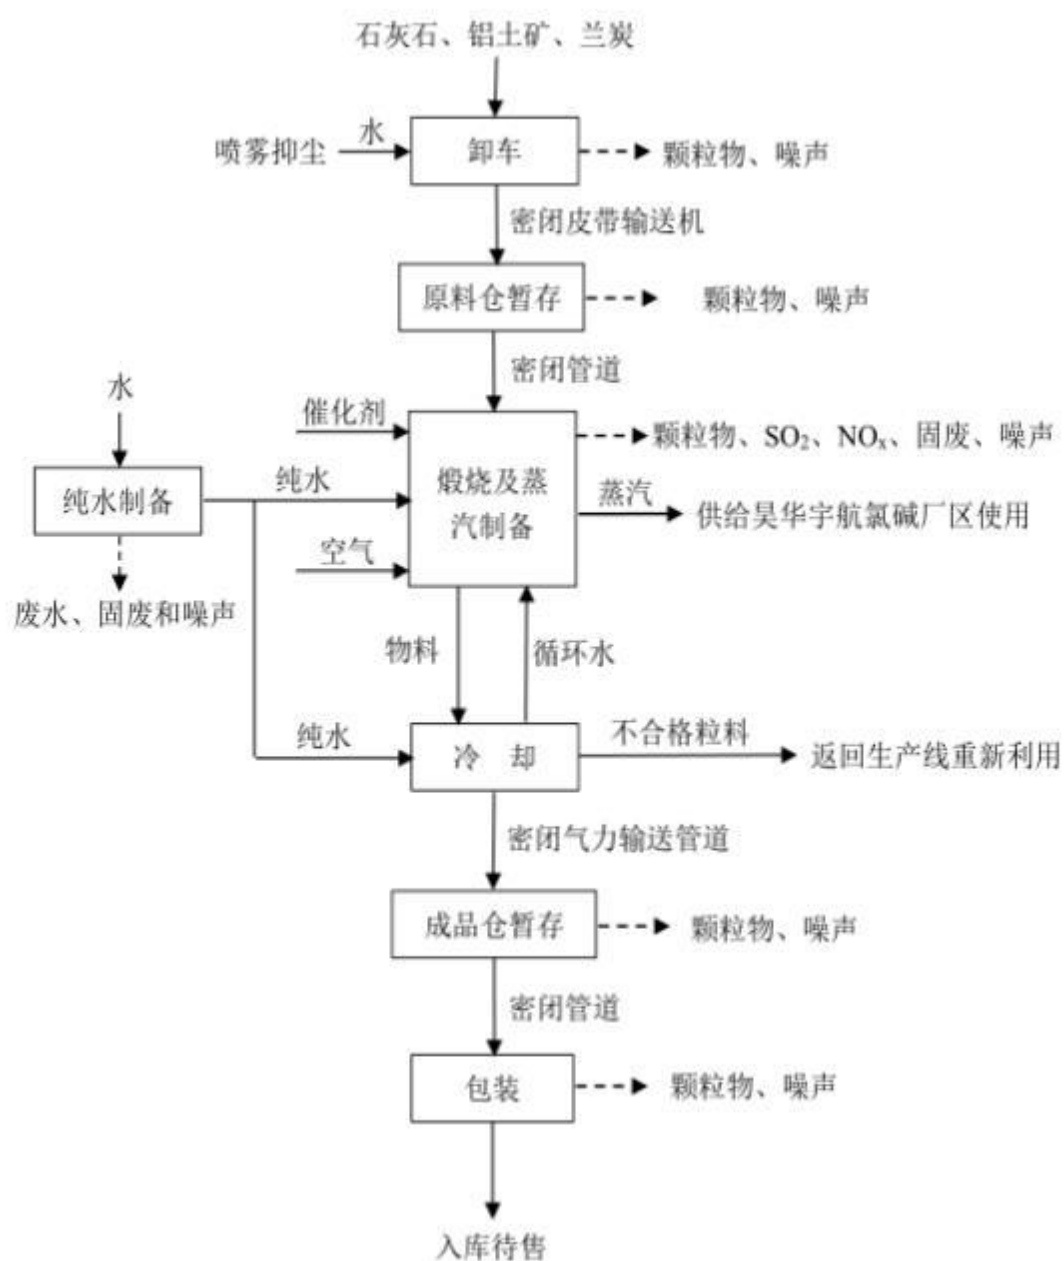 石灰石、铝土矿、兰炭
水
喷雾抑尘
卸车
颗粒物、噪声
密闭皮带输送机
原料仓暂存
颗粒物、噪声
密闭管道
水
催化剂
颗粒物、SO₂、NOₓ、固废、噪声
纯水制备
纯水
煅烧及蒸
汽制备
蒸汽
供给昊华宇航氯碱厂区使用
空气
废水、固废和噪声
物料
循环水
纯水
冷 却
不合格粒料
返回生产线重新利用
密闭气力输送管道
成品仓暂存
颗粒物、噪声
密闭管道
包装
颗粒物、噪声
入库待售